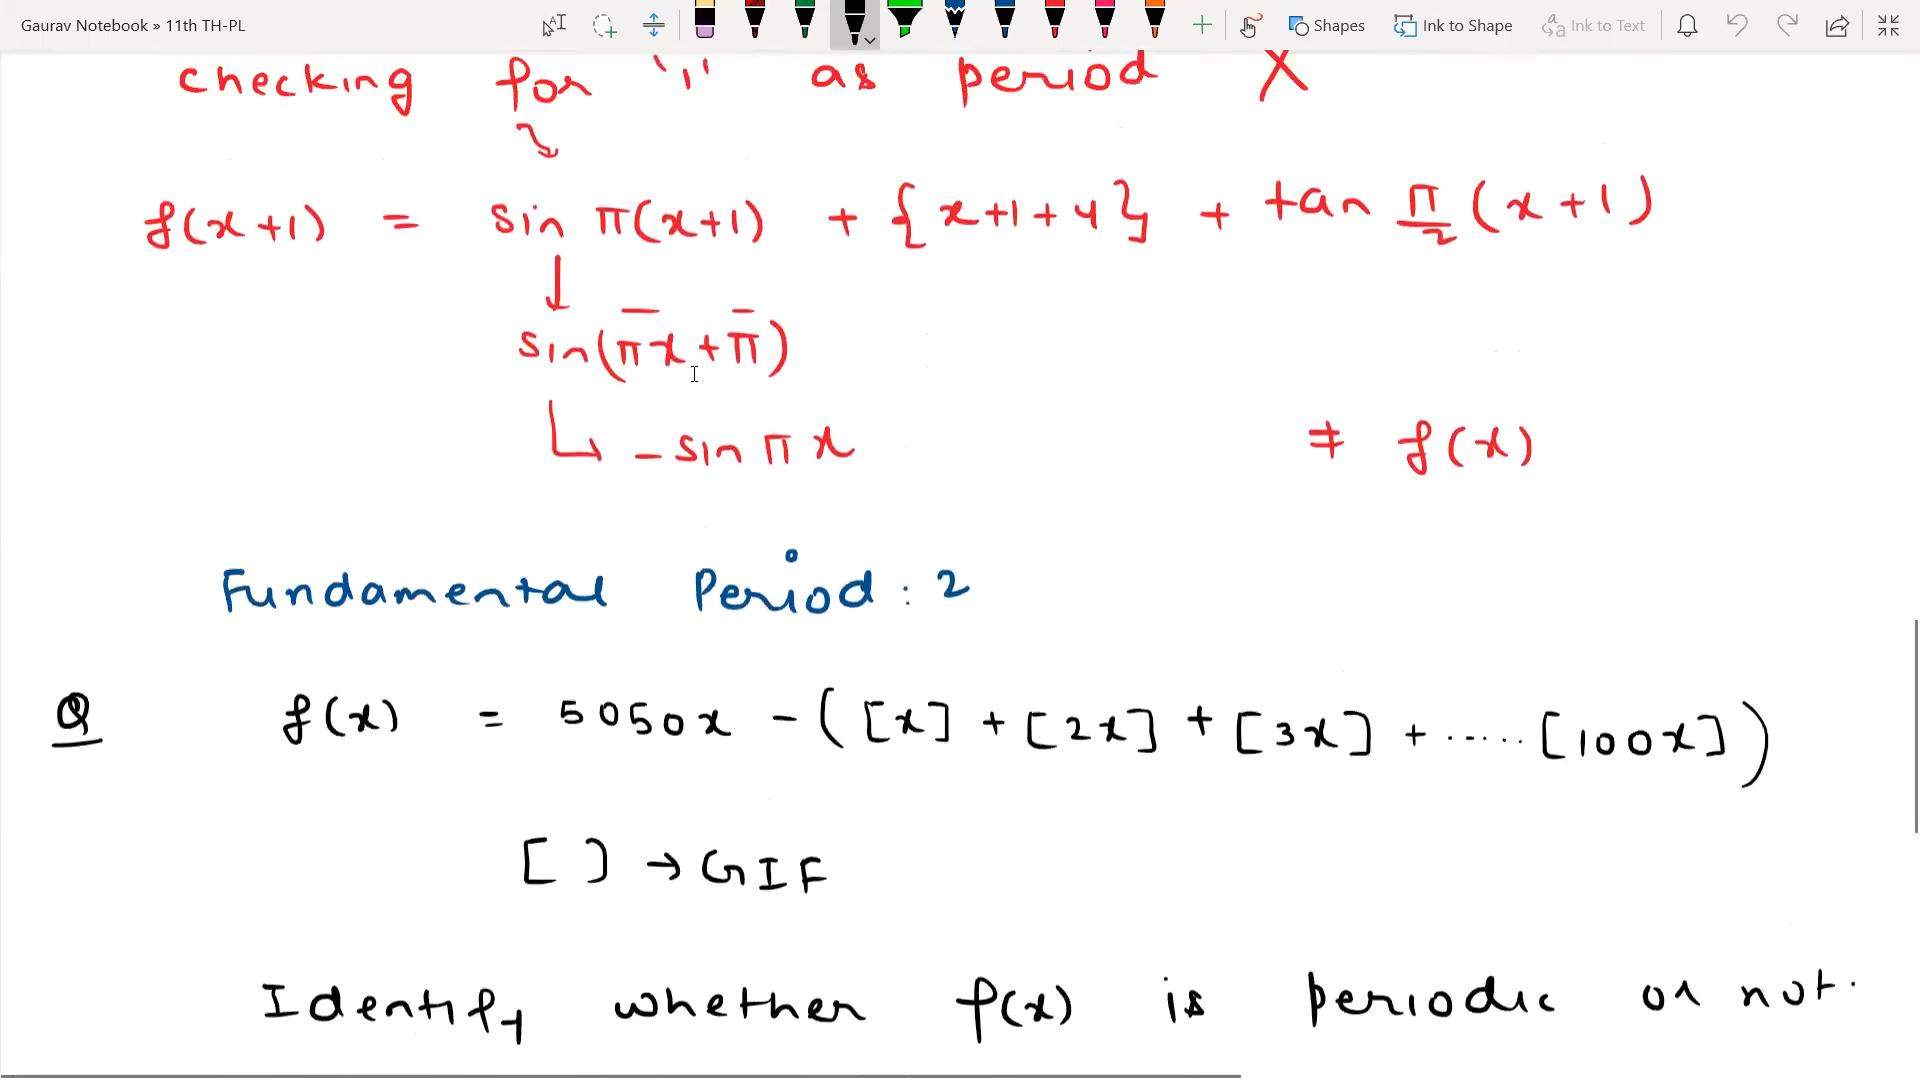 Gaurav Notebook » 11th TH-PL
Shapes
Ink to Shape
Ink to Text
checking for '1' as period X
f(x+1) = sin π(x+1) + {x+1+4} + tan π/2 (x+1)
sin(πx+π)
- sin π x
≠ f(x)
Fundamental Period : 2
Q f(x) = 5050x - ([x] + [2x] + [3x] + ..... [100x])
[ ] → GIF
Identify whether f(x) is periodic or not.